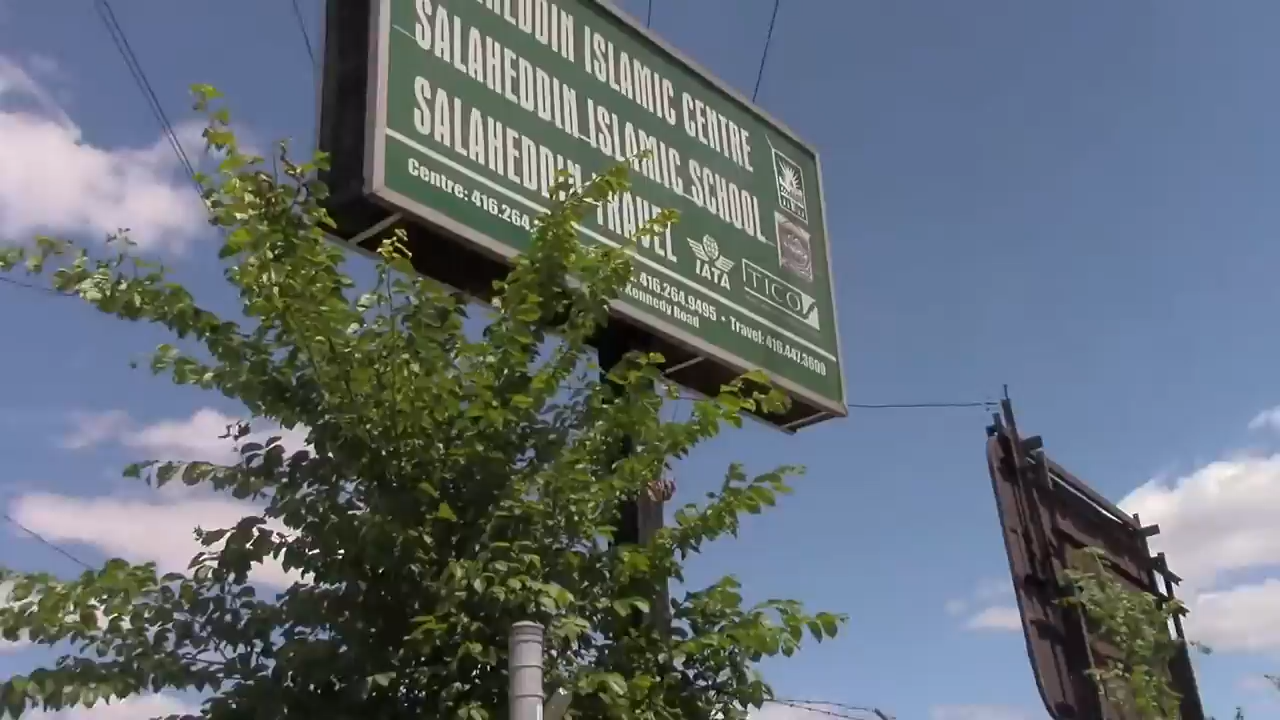 ISLAMIC CENTRE
SALAHEDDIN ISLAMIC SCHOOL
SALAHEDDIN TRAVEL
IATA
TICO
Centre: 416.264.
416.264.9495 • Travel: 416.447.3600
Kennedy Road